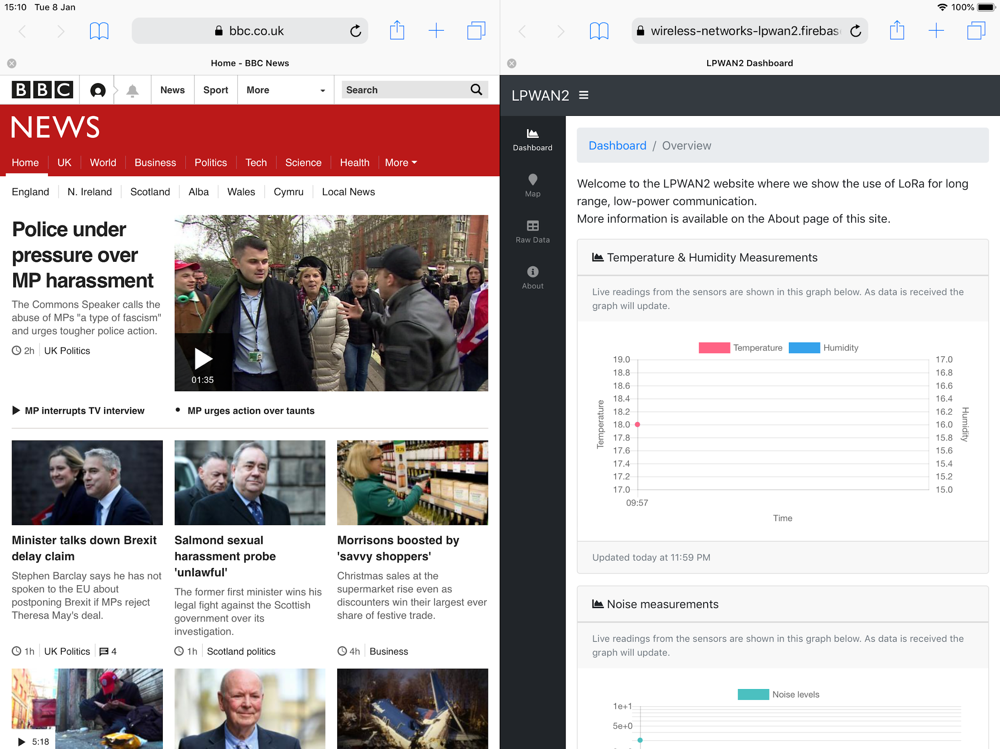 15:10 Tue 8 Jan
100%
bbc.co.uk
Home - BBC News
BBC
News
Sport
More
Search
NEWS
Home
UK
World
Business
Politics
Tech
Science
Health
More
England
N. Ireland
Scotland
Alba
Wales
Cymru
Local News
Police under
pressure over
MP harassment
The Commons Speaker calls the
abuse of MPs "a type of fascism"
and urges tougher police action.
2h UK Politics
01:35
MP interrupts TV interview
MP urges action over taunts
Minister talks down Brexit
delay claim
Stephen Barclay says he has not
spoken to the EU about
postponing Brexit if MPs reject
Theresa May's deal.
1h UK Politics 4
Salmond sexual
harassment probe
'unlawful'
The former first minister wins his
legal fight against the Scottish
government over its
investigation.
1h Scotland politics
Morrisons boosted by
'savvy shoppers'
Christmas sales at the
supermarket rise even as
discounters win their largest ever
share of festive trade.
4h Business
5:18
wireless-networks-lpwan2.firebas
LPWAN2 Dashboard
LPWAN2
Dashboard
Map
Raw Data
About
Dashboard / Overview
Welcome to the LPWAN2 website where we show the use of LoRa for long
range, low-power communication.
More information is available on the About page of this site.
Temperature & Humidity Measurements
Live readings from the sensors are shown in this graph below. As data is received the
graph will update.
Temperature Humidity
19.0 17.0
18.8 16.8
18.6 16.6
18.4 16.4
18.2 16.2
18.0 16.0
17.8 15.8
17.6 15.6
17.4 15.4
17.2 15.2
17.0 15.0
Temperature
Humidity
09:57
Time
Updated today at 11:59 PM
Noise measurements
Live readings from the sensors are shown in this graph below. As data is received the
graph will update.
Noise levels
1e+1
5e+0